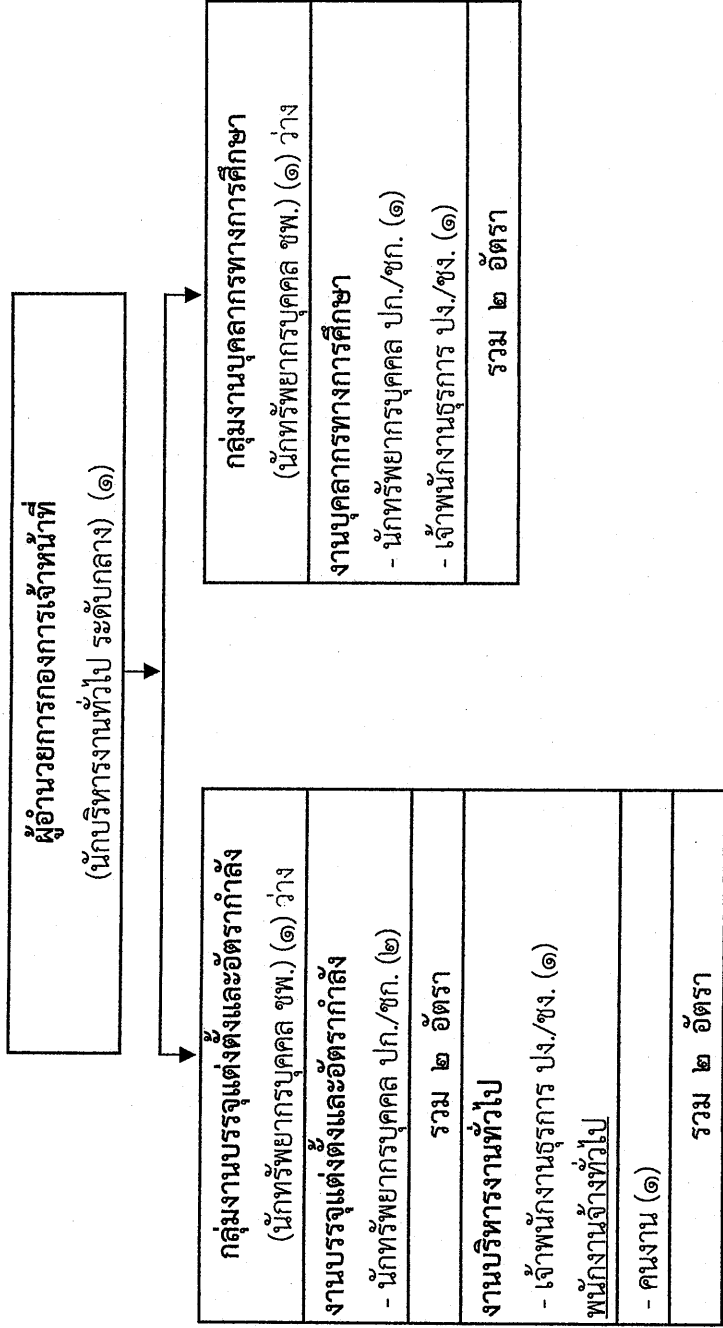 ผู้อำนวยการกองการเจ้าหน้าที่
(นักบริหารงานทั่วไป ระดับกลาง) (๑)
กลุ่มงานบรรจุแต่งตั้งและอัตรากำลัง
(นักทรัพยากรบุคคล ชพ.) (๑) ว่าง
งานบรรจุแต่งตั้งและอัตรากำลัง
- นักทรัพยากรบุคคล ปก./ชก. (๒)
รวม ๒ อัตรา
งานบริหารงานทั่วไป
- เจ้าพนักงานธุรการ ปง./ชง. (๑)
พนักงานจ้างทั่วไป
- คนงาน (๑)
รวม ๒ อัตรา
กลุ่มงานบุคลากรทางการศึกษา
(นักทรัพยากรบุคคล ชพ.) (๑) ว่าง
งานบุคลากรทางการศึกษา
- นักทรัพยากรบุคคล ปก./ชก. (๑)
- เจ้าพนักงานธุรการ ปง./ชง. (๑)
รวม ๒ อัตรา